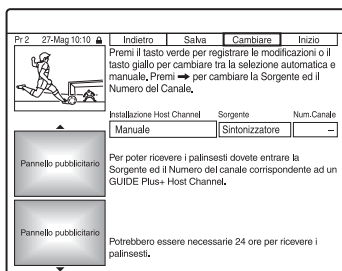 Pr 2 27-Mag 10:10 Indietro Salva Cambiare Inizio
Premi il tasto verde per registrare le modificazioni o il
tasto giallo per cambiare tra la selezione automatica e
manuale. Premi ➡ per cambiare la Sorgente ed il
Numero del Canale.
Installazione Host Channel Sorgente Num.Canale
Manuale Sintonizzatore –
Pannello pubblicitario
Per poter ricevere i palinsesti dovete entrare la
Sorgente ed il Numero del canale corrispondente ad un
GUIDE Plus+ Host Channel.
Pannello pubblicitario
Potrebbero essere necessarie 24 ore per ricevere i
palinsesti.